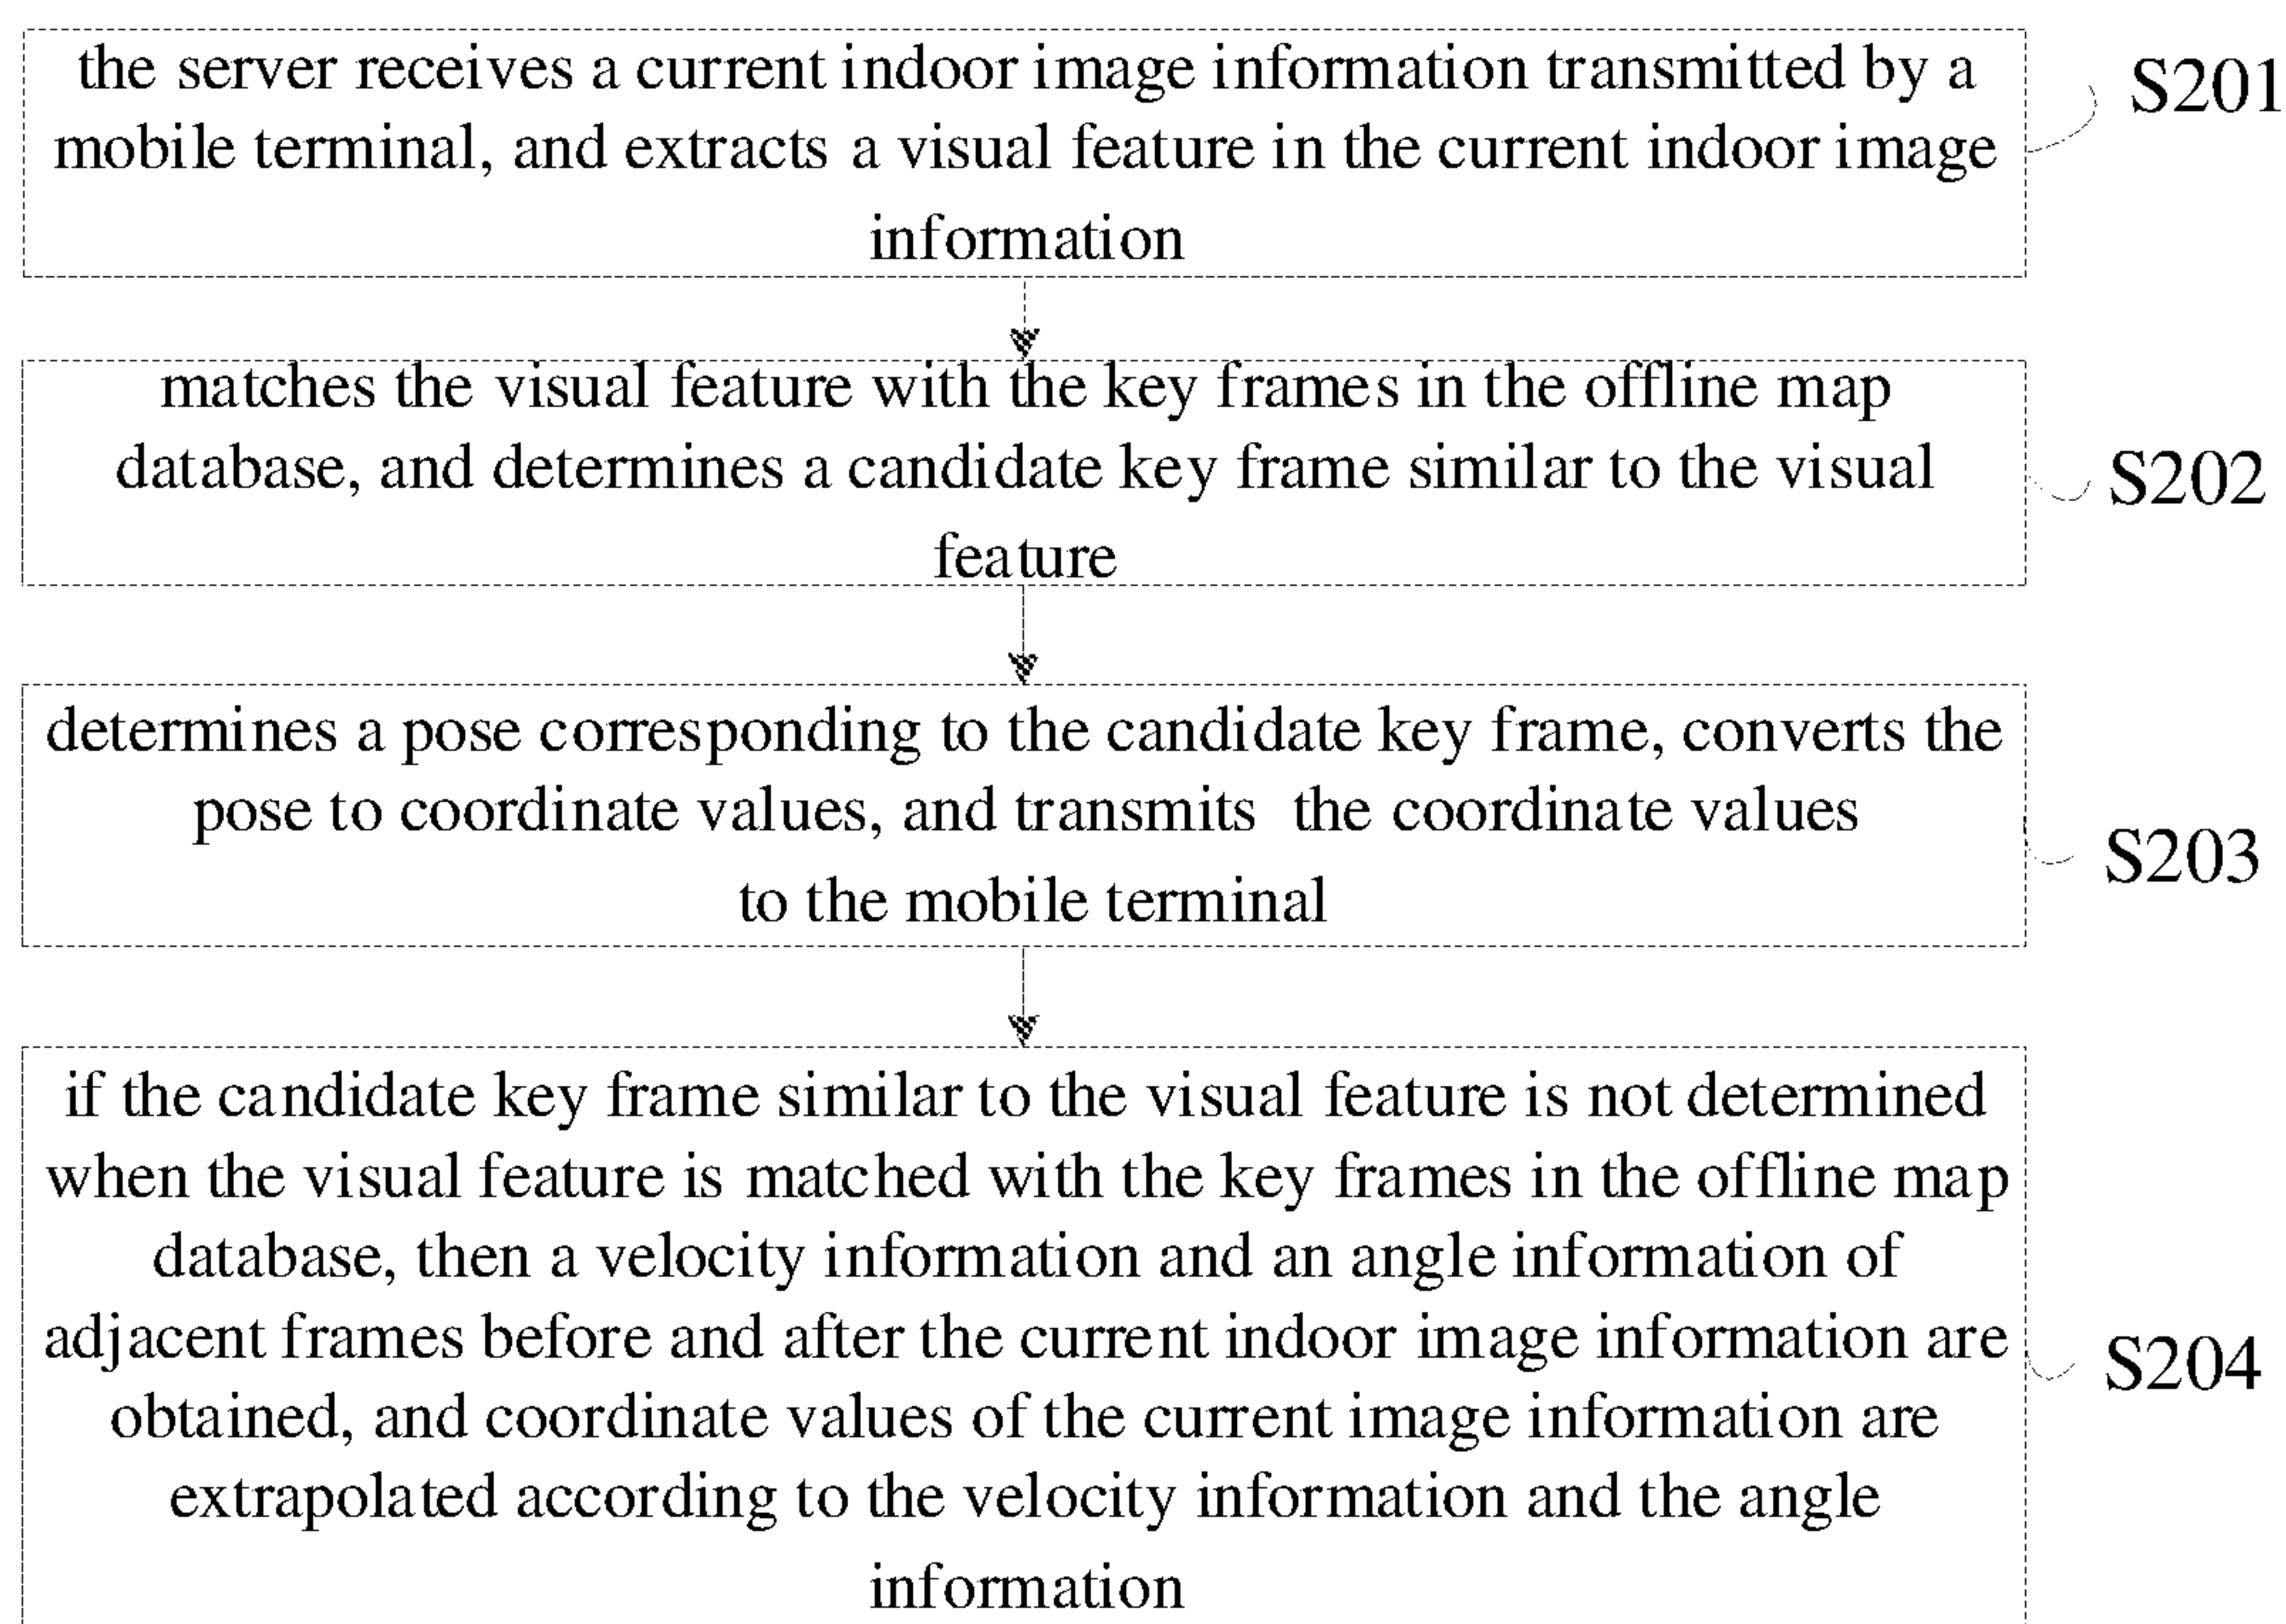 the server receives a current indoor image information transmitted by a
mobile terminal, and extracts a visual feature in the current indoor image
information
S201
matches the visual feature with the key frames in the offline map
database, and determines a candidate key frame similar to the visual
feature
S202
determines a pose corresponding to the candidate key frame, converts the
pose to coordinate values, and transmits the coordinate values
to the mobile terminal
S203
if the candidate key frame similar to the visual feature is not determined
when the visual feature is matched with the key frames in the offline map
database, then a velocity information and an angle information of
adjacent frames before and after the current indoor image information are
obtained, and coordinate values of the current image information are
extrapolated according to the velocity information and the angle
information
S204